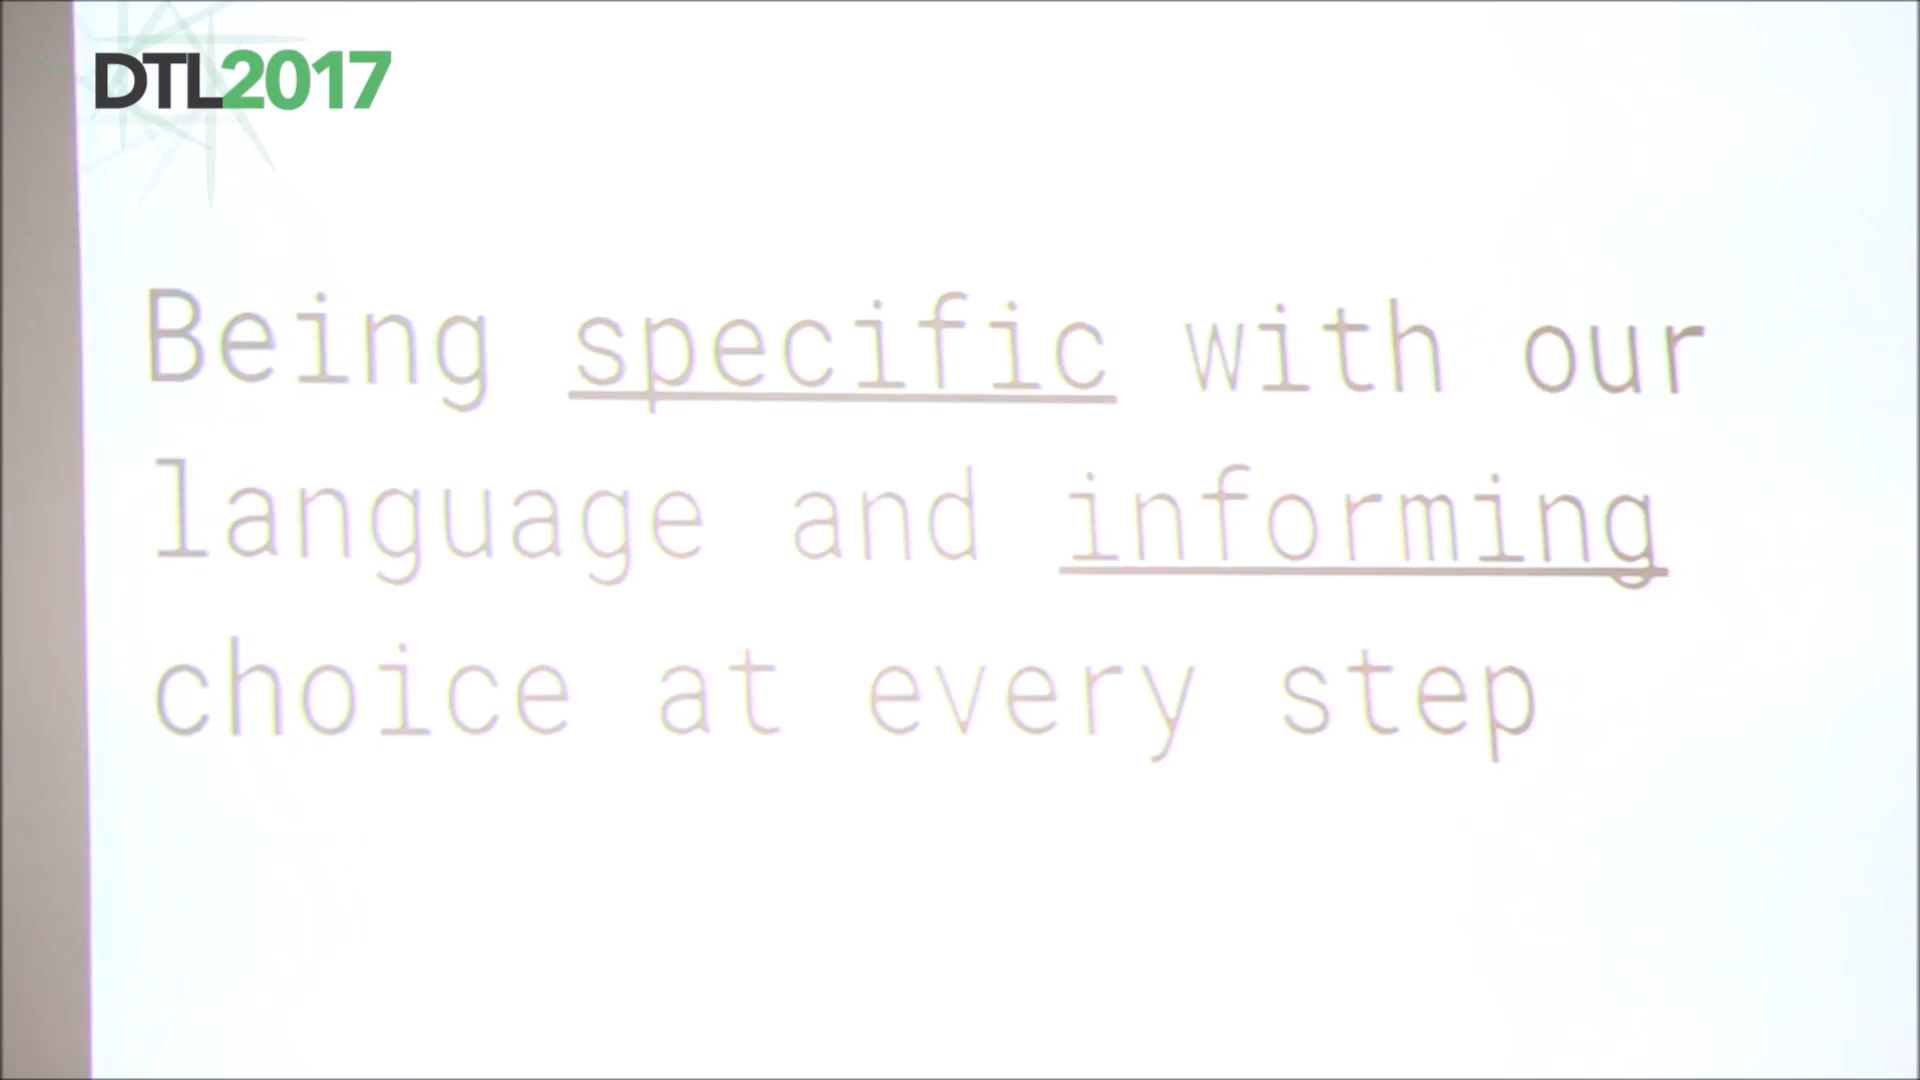 DTL2017
Being specific with our
language and informing
choice at every step